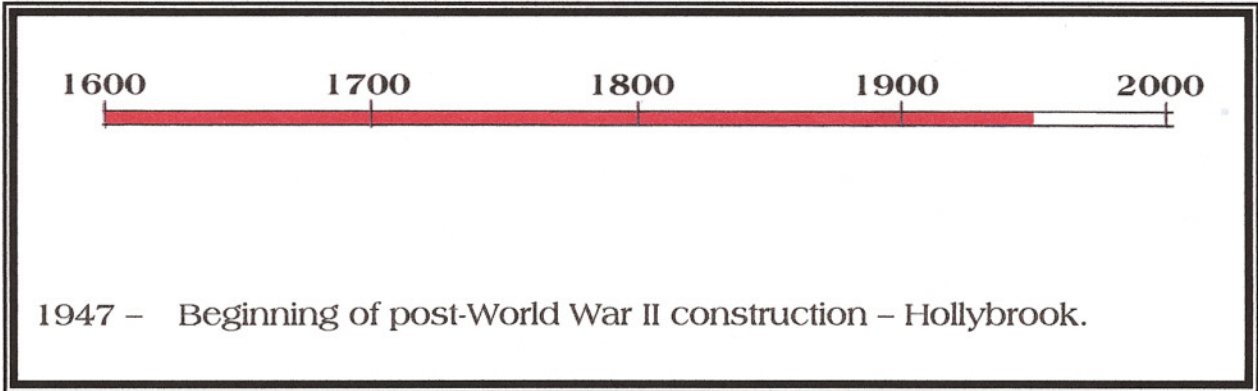 1600 1700 1800 1900 2000
1947 – Beginning of post-World War II construction – Hollybrook.